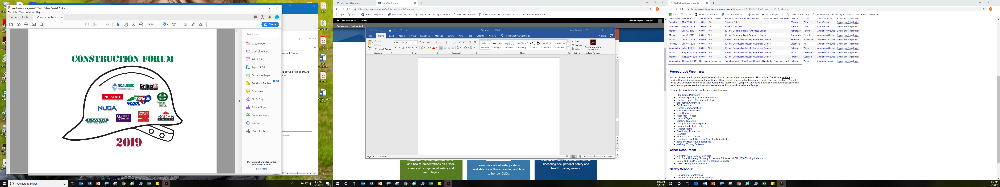 ConstructionForumLogo2019.pdf - Adobe Acrobat Pro DC
File Edit View Window Help
Home Tools ConstructionForum...
1 / 1
89.5%
Share
Search tools
Create PDF
Combine Files
Edit PDF
Export PDF
Organize Pages
Send for Review NEW
Comment
Fill & Sign
Adobe Sign
Enhance Scans
Protect
More Tools
Store and share files in the
Document Cloud
Learn More
CONSTRUCTION FORUM
NCALGESO
CarolinasAGC
NC STATE
Industry Expansion Solutions
NCDOL
N.C. Department of Labor
Safety and
Health
Council
NUCA
Western
Carolina
BUILDERS
MUTUAL
BAKER
ROOFING
LAMAR
ADVERTISING COMPANY
2019
4/4/2019
Concord, NC.doc
ils about locations, etc. At
now.
100%
MOU
Carolina Star
librarian
OSH Division
Grades
Type here to search
8:43 AM
5/1/2019
OSH One Stop Shop
NC DOL: Training
https://www.labor.nc.gov/safety-and-health/training
Apps NCDOL Home | Occupation... Welcome to NCDO... Google WLLagoe | NC DOL OSH One Stop Shop Training Page WLLagoe | NC DOL Home - INTEGRATE...
My Workbench Content
Hello WLLagoe Log out
Add content Find content
AutoSave Document1 - Word Lagoe, Wanda
File Home Insert Design Layout References Mailings Review View Help ONBASE Acrobat Tell me what you want to do Share
Paste
Cut
Copy
Format Painter
Calibri (Body) 11
AaBbCcDc ¶ Normal
AaBbCcDc ¶ No Spac...
AaBbCc Heading 1
AaBbCcC Heading 2
AaB Title
AaBbCcC Subtitle
AaBbCcDc Subtle Em...
Find
Replace
Select
Create and Share
Adobe PDF
Clipboard Font Paragraph Styles Editing Adobe Acrobat
Page 1 of 1 0 words
100%
Download free customizable safety
and health presentations on a wide
variety of occupational safety and
health topics.
Learn more about safety videos
available for online streaming and how
to borrow DVDs.
Sign up to receive announcements on
upcoming occupational safety and
health training events.
8:43 AM
5/1/2019
NCDOL Calendar of Events
https://www.labor.communications.its.state.nc.us/OSHPublic/ETTA/class_regist/calendar.cfm
Apps NCDOL Home | Occupation... Welcome to NCDO... Google WLLagoe | NC DOL OSH One Stop Shop Training Page WLLagoe | NC DOL Home - INTEGRATE...
Wednesday May 22, 2019 See Course Description - Complying With OSHA General Industry Standards - Beginners Level Raleigh Wake Individual Course Details and Registration
Tuesday May 28, 2019 10:00 - 11:30 Electrical Safety Webinar Web Live Webinar Details and Registration
Thursday May 30, 2019 10:00 - 11:30 Inspection Process Webinar Web Live Webinar Details and Registration
Monday June 3, 2019 08:00 - 17:00 30-Hour General Industry Awareness Course Kernersville Forsyth Awareness Course Details and Registration
Monday June 3, 2019 08:00 - 17:00 10-Hour General Industry Awareness Course Kernersville Forsyth Awareness Course Details and Registration
Monday June 17, 2019 08:00 - 17:00 10-Hour Construction Industry Awareness Course Asheville Buncombe Awareness Course Details and Registration
Tuesday June 18, 2019 08:00 - 17:00 10-Hour Construction Industry Awareness Course Greenville Pitt Awareness Course Details and Registration
Wednesday July 10, 2019 08:00 - 17:00 10-Hour Construction Industry Awareness Course Raleigh Wake Awareness Course Details and Registration
Monday August 19, 2019 08:00 - 17:00 10-Hour Construction Industry Awareness Course Hickory Catawba Awareness Course Details and Registration
Monday August 19, 2019 08:00 - 17:00 30-Hour Construction Industry Awareness Course Hickory Catawba Awareness Course Details and Registration
Wednesday October 2, 2019 See Course Description - Complying With OSHA General Industry Standards - Beginners Level Raleigh Wake Individual Course Details and Registration
Prerecorded Webinars:
We are pleased to offer prerecorded webinars, for you to view at your convenience. Please note: Certificates will not be
provided for viewing our prerecorded webinars. These were live recorded webinars and contain chat conversations. You will
not be able to interact with the instructor during these recordings. If you prefer to receive a certificate and have interaction with
the instructor, please see the training schedule above for current live webinar offerings.
Click on the topic below to view the prerecorded webinar.
Bloodborne Pathogens
Confined Spaces (Construction Industry)
Confined Spaces (General Industry)
Ergonomic Awareness
Fall Protection
Hazard Communication
Health Hazards (SEP)
Heat Stress
Inspection Process
Lockout/Tagout
Machine Guarding
Occupational Noise Exposure
Powered Industrial Trucks
Recordkeeping
Respiratory Protection
Scaffolds
Stairways and Ladders
Respirable Crystalline Silica (Construction Industry)
Toxic and Hazardous Substances
Walking Working Surfaces
Other Resources:
Carolinas AGC (CAGC) Calendar
N.C. State University / Industry Expansion Solutions (NCSU - IES) Training Calendar
Safety and Health Council of NC Training Calendar
OSH Training Announcements
Safety Schools:
Carolina Star Conference
Charlotte Safety and Health School
Eastern Carolina Safety and Health School
8:43 AM
5/1/2019